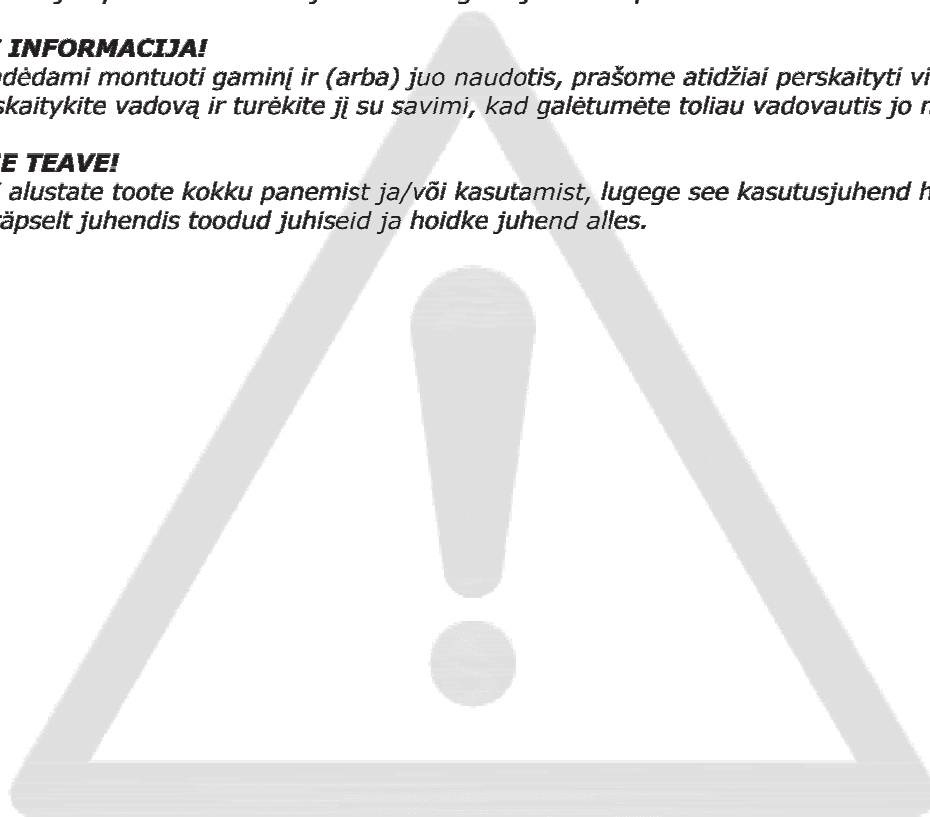 INFORMACIJA!
dėdami montuoti gaminį ir (arba) juo naudotis, prašome atidžiai perskaityti
skaitykite vadovą ir turėkite jį su savimi, kad galėtumėte toliau vadovautis jo
E TEAVE!
alustate toote kokku panemist ja/või kasutamist, lugege see kasutusjuhend
äpselt juhendis toodud juhiseid ja hoidke juhend alles.